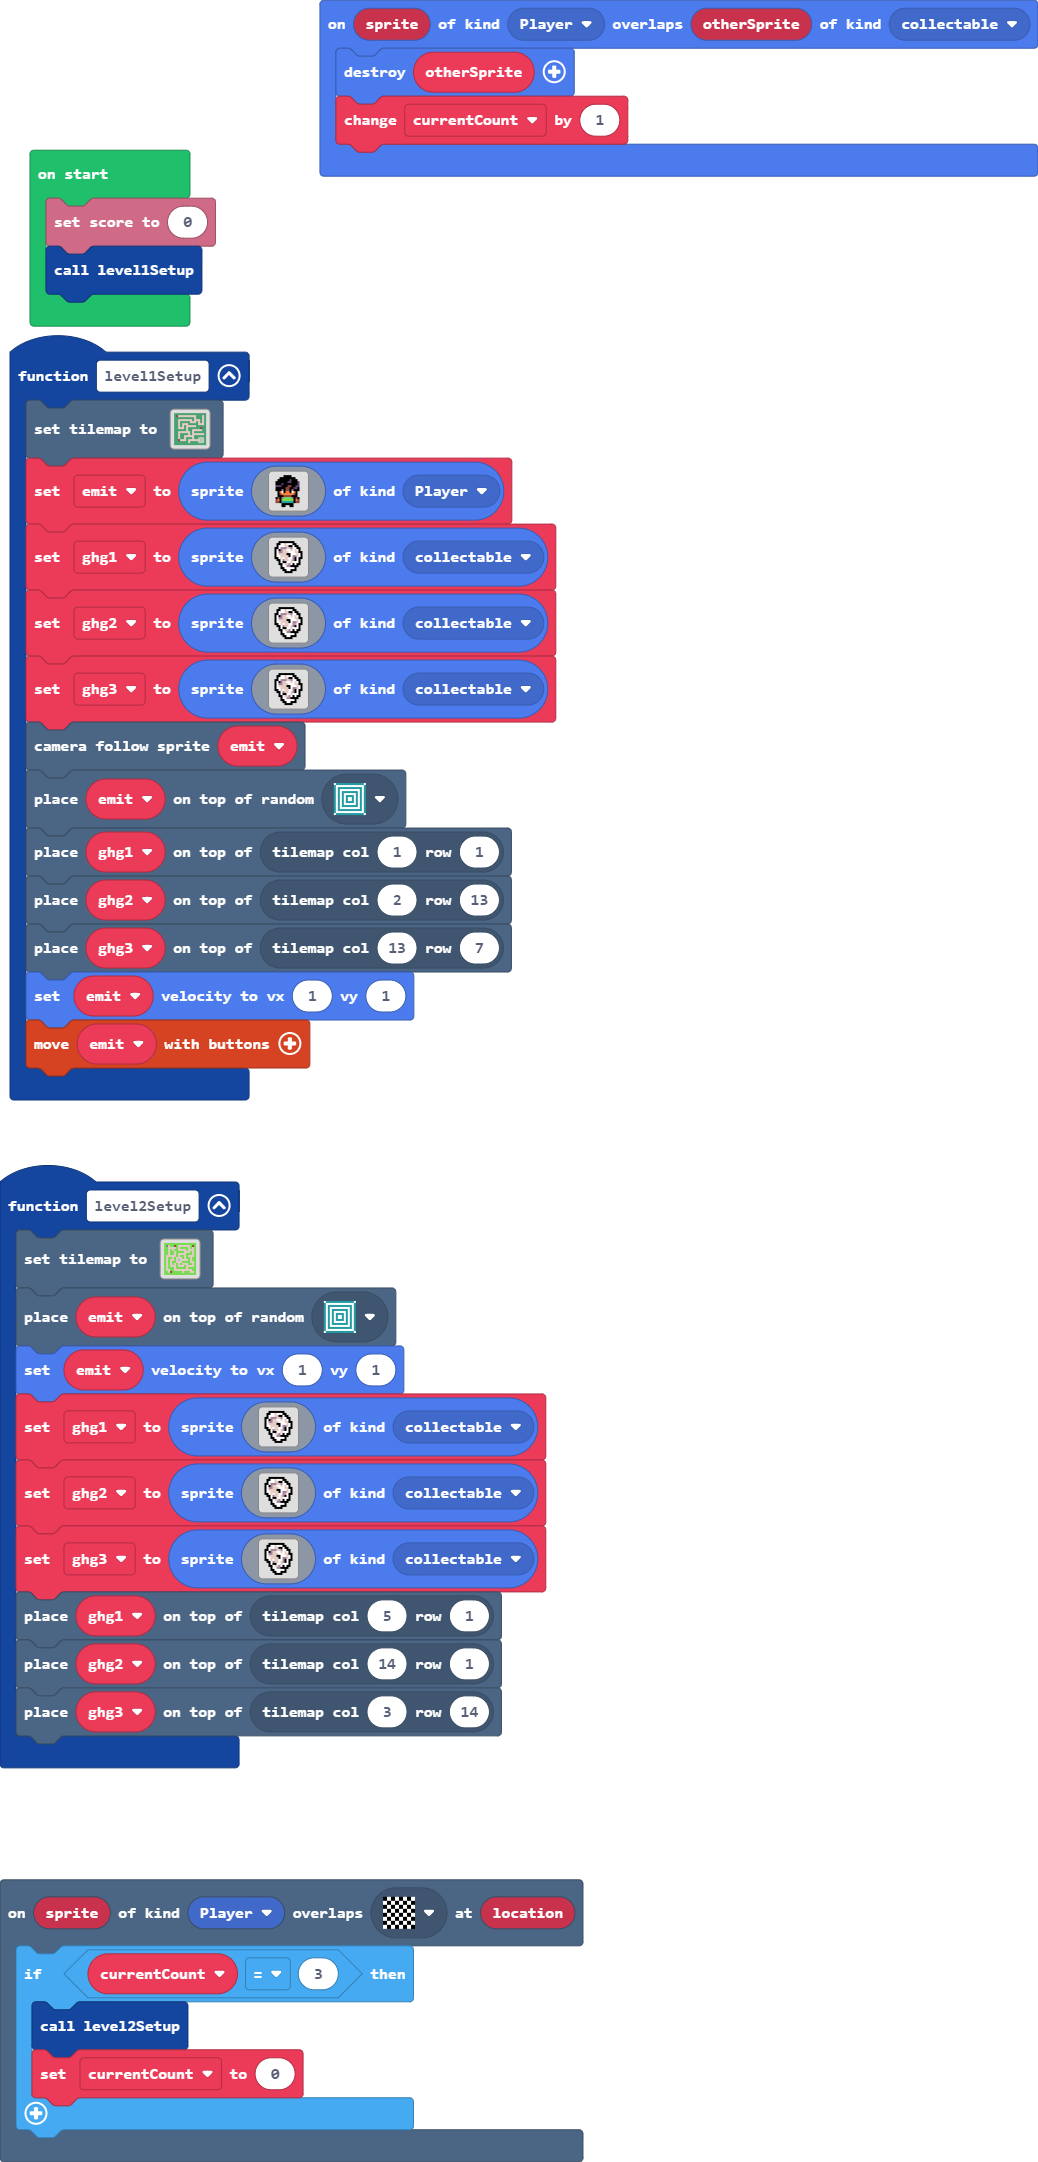 on sprite of kind Player overlaps otherSprite of kind collectable
destroy otherSprite
change currentCount by 1
on start
set score to 0
call level1Setup
function level1Setup
set tilemap to
set emit to sprite of kind Player
set ghg1 to sprite of kind collectable
set ghg2 to sprite of kind collectable
set ghg3 to sprite of kind collectable
camera follow sprite emit
place emit on top of random
place ghg1 on top of tilemap col 1 row 1
place ghg2 on top of tilemap col 2 row 13
place ghg3 on top of tilemap col 13 row 7
set emit velocity to vx 1 vy 1
move emit with buttons
function level2Setup
set tilemap to
place emit on top of random
set emit velocity to vx 1 vy 1
set ghg1 to sprite of kind collectable
set ghg2 to sprite of kind collectable
set ghg3 to sprite of kind collectable
place ghg1 on top of tilemap col 5 row 1
place ghg2 on top of tilemap col 14 row 1
place ghg3 on top of tilemap col 3 row 14
on sprite of kind Player overlaps at location
if currentCount = 3 then
call level2Setup
set currentCount to 0